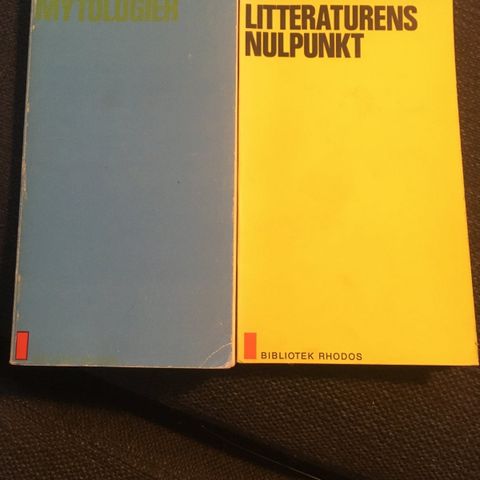 MYTOLOGIER
LITTERATURENS
NULPUNKT
BIBLIOTEK RHODOS